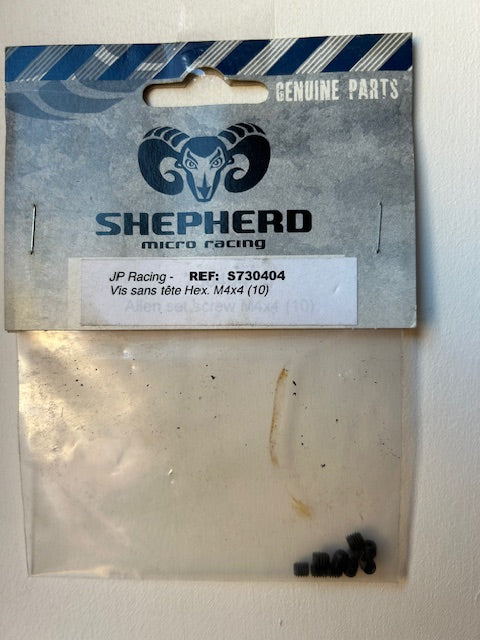 GENUINE PARTS
SHEPHERD
micro racing
JP Racing - REF: S730404
Vis sans tête Hex. M4x4 (10)
Allen set screw M4x4 (10)